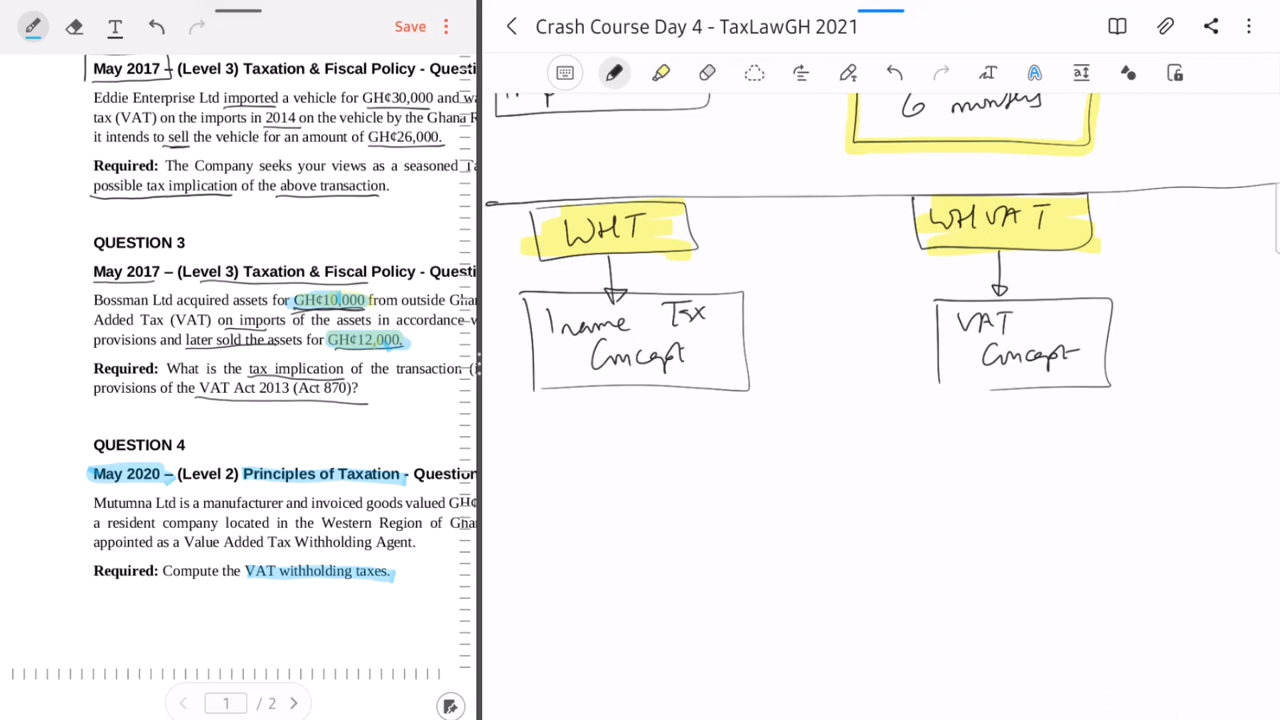 Save
May 2017 – (Level 3) Taxation & Fiscal Policy - Questi
Eddie Enterprise Ltd imported a vehicle for GH¢30,000 and wa
tax (VAT) on the imports in 2014 on the vehicle by the Ghana R
it intends to sell the vehicle for an amount of GH¢26,000.
Required: The Company seeks your views as a seasoned Ta
possible tax implication of the above transaction.
QUESTION 3
May 2017 – (Level 3) Taxation & Fiscal Policy - Questi
Bossman Ltd acquired assets for GH¢10,000 from outside Gha
Added Tax (VAT) on imports of the assets in accordance w
provisions and later sold the assets for GH¢12,000.
Required: What is the tax implication of the transaction (
provisions of the VAT Act 2013 (Act 870)?
QUESTION 4
May 2020 – (Level 2) Principles of Taxation - Question
Mutumna Ltd is a manufacturer and invoiced goods valued GH¢
a resident company located in the Western Region of Gha
appointed as a Value Added Tax Withholding Agent.
Required: Compute the VAT withholding taxes.
1 / 2
Crash Course Day 4 - TaxLawGH 2021
6 months
WHT
WHVAT
Income Tax
Concept
VAT
Concept